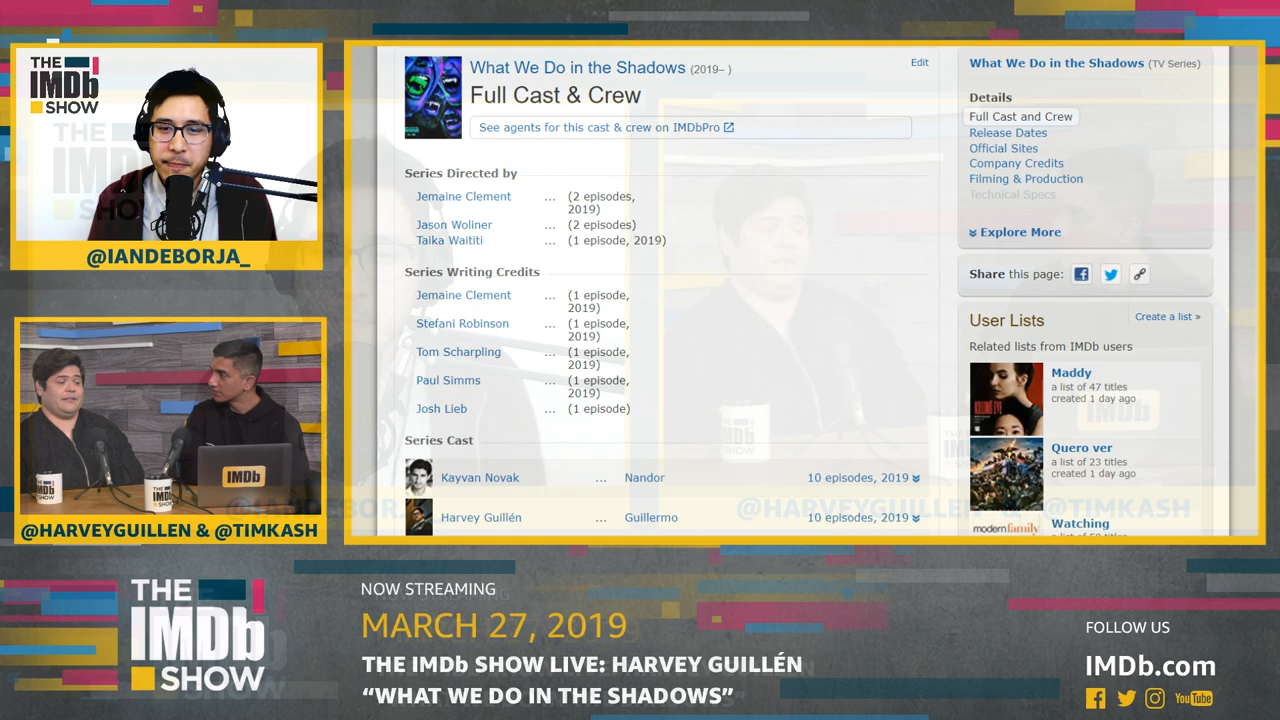 THE
IMDb
SHOW
@IANDEBORJA_
IMDb
@HARVEYGUILLEN & @TIMKASH
What We Do in the Shadows (2019– )
Edit
Full Cast & Crew
See agents for this cast & crew on IMDbPro
Series Directed by
Jemaine Clement ... (2 episodes,
2019)
Jason Woliner ... (2 episodes)
Taika Waititi ... (1 episode, 2019)
Series Writing Credits
Jemaine Clement ... (1 episode,
2019)
Stefani Robinson ... (1 episode,
2019)
Tom Scharpling ... (1 episode,
2019)
Paul Simms ... (1 episode,
2019)
Josh Lieb ... (1 episode)
Series Cast
Kayvan Novak ... Nandor 10 episodes, 2019
Harvey Guillén ... Guillermo 10 episodes, 2019
What We Do in the Shadows (TV Series)
Details
Full Cast and Crew
Release Dates
Official Sites
Company Credits
Filming & Production
Technical Specs
Explore More
Share this page:
User Lists
Create a list »
Related lists from IMDb users
KILLING EVE
Maddy
a list of 47 titles
created 1 day ago
Quero ver
a list of 23 titles
created 1 day ago
modern family
Watching
THE
IMDb
SHOW
NOW STREAMING
MARCH 27, 2019
THE IMDb SHOW LIVE: HARVEY GUILLÉN
“WHAT WE DO IN THE SHADOWS”
FOLLOW US
IMDb.com
YouTube